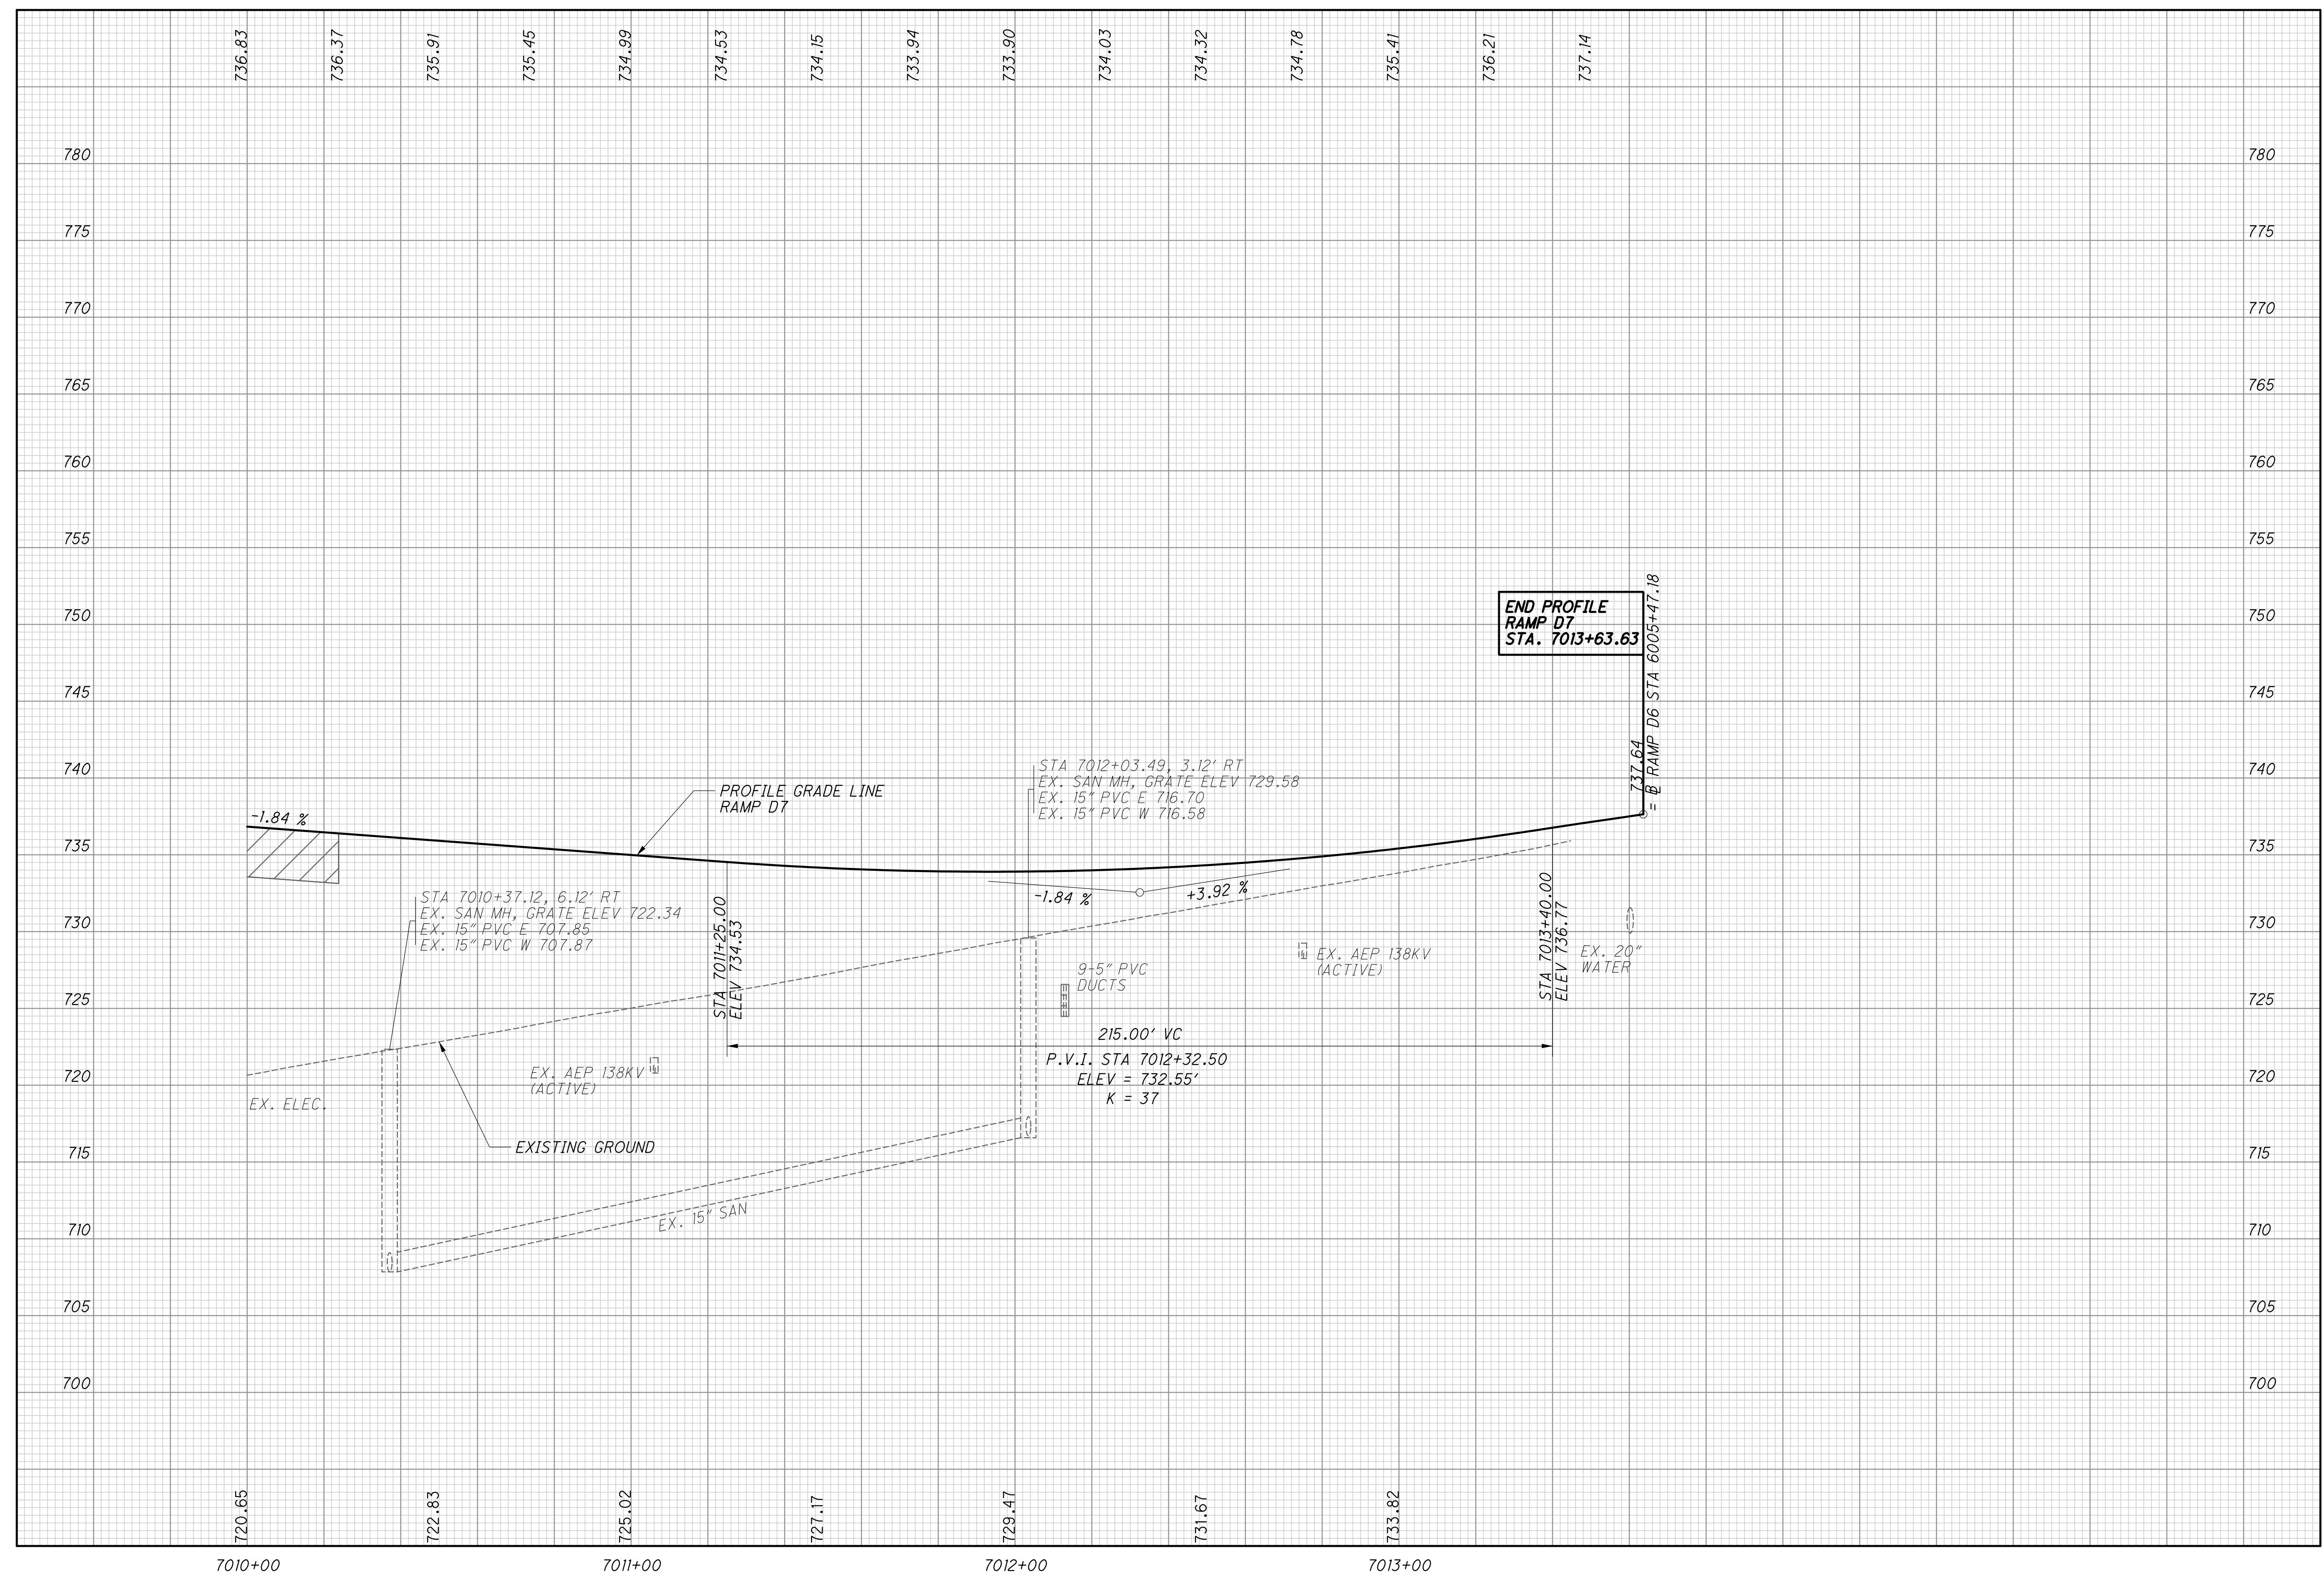 736.83
736.37
735.91
735.45
734.99
734.53
734.15
733.94
733.90
734.03
734.32
734.78
735.41
736.21
737.14
780
780
775
775
770
770
765
765
760
760
755
755
750
750
END PROFILE
RAMP D7
STA. 7013+63.63
= ℄ RAMP D6 STA 6005+47.18
737.64
745
745
740
740
STA 7012+03.49, 3.12' RT
EX. SAN MH, GRATE ELEV 729.58
EX. 15" PVC E 716.70
EX. 15" PVC W 716.58
PROFILE GRADE LINE
RAMP D7
-1.84 %
735
735
-1.84 %
+3.92 %
STA 7010+37.12, 6.12' RT
EX. SAN MH, GRATE ELEV 722.34
EX. 15" PVC E 707.85
EX. 15" PVC W 707.87
STA 7011+25.00
ELEV 734.53
STA 7013+40.00
ELEV 736.77
730
730
EX. AEP 138KV
(ACTIVE)
EX. 20"
WATER
9-5" PVC
DUCTS
725
725
215.00' VC
P.V.I. STA 7012+32.50
ELEV = 732.55'
K = 37
EX. AEP 138KV
(ACTIVE)
720
720
EX. ELEC.
EXISTING GROUND
715
715
EX. 15" SAN
710
710
705
705
700
700
720.65
722.83
725.02
727.17
729.47
731.67
733.82
7010+00
7011+00
7012+00
7013+00